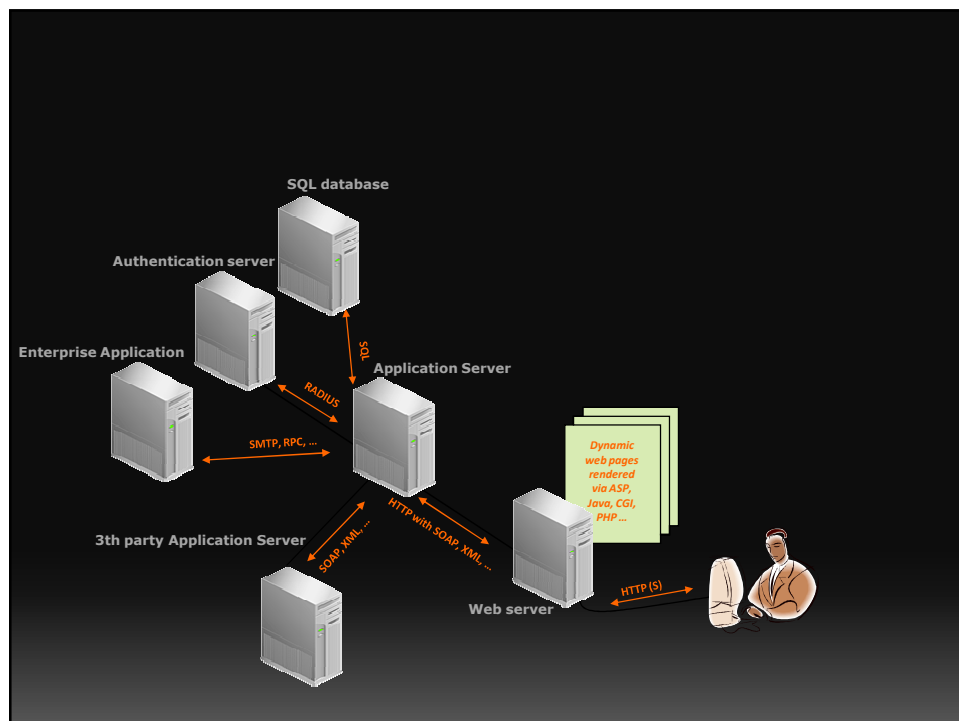 SQL database
Authentication server
Enterprise Application
SQL
Application Server
RADIUS
SMTP, RPC, ...
Dynamic
web pages
rendered
via ASP,
Java, CGI,
PHP ...
HTTP with SOAP, XML, ...
3th party Application Server
SOAP, XML, ...
HTTP (S)
Web server